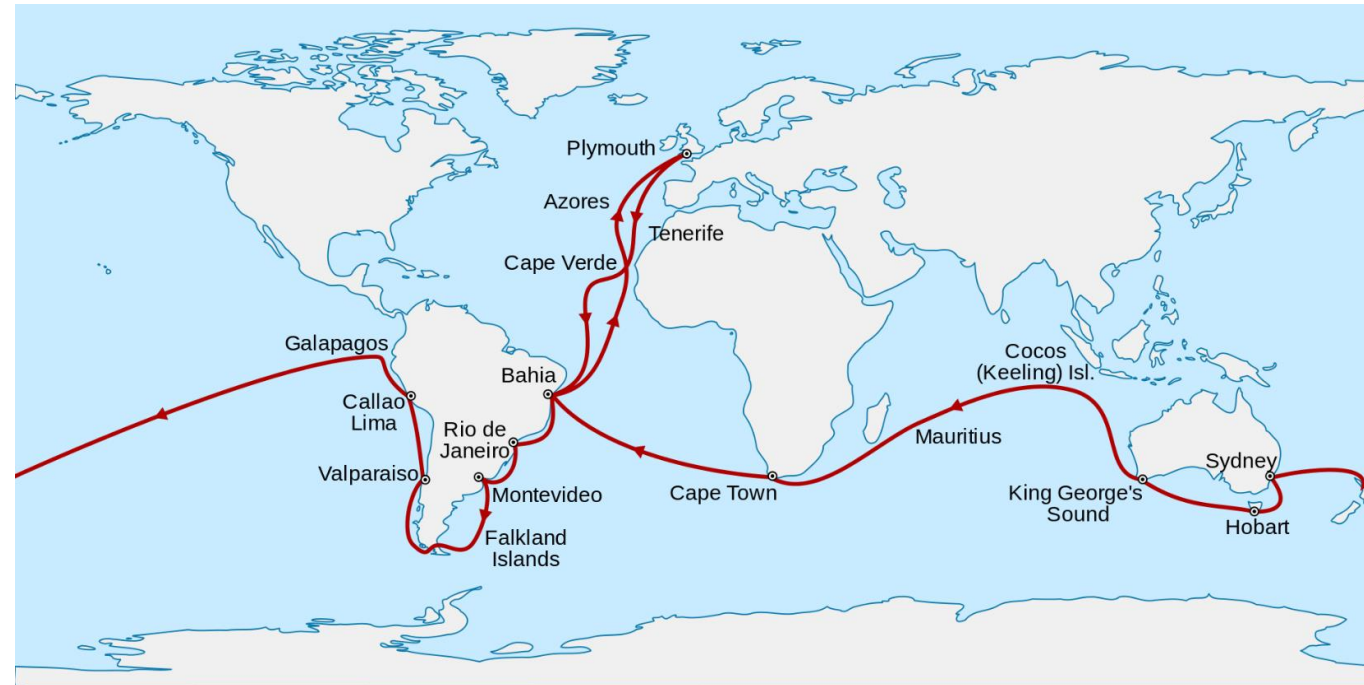 Plymouth
Azores
Tenerife
Cape Verde
Galapagos
Cocos
(Keeling) Isl.
Bahia
Callao
Lima
Rio de
Janeiro
Mauritius
Valparaiso
Sydney
Montevideo
Cape Town
King George's
Sound
Hobart
Falkland
Islands